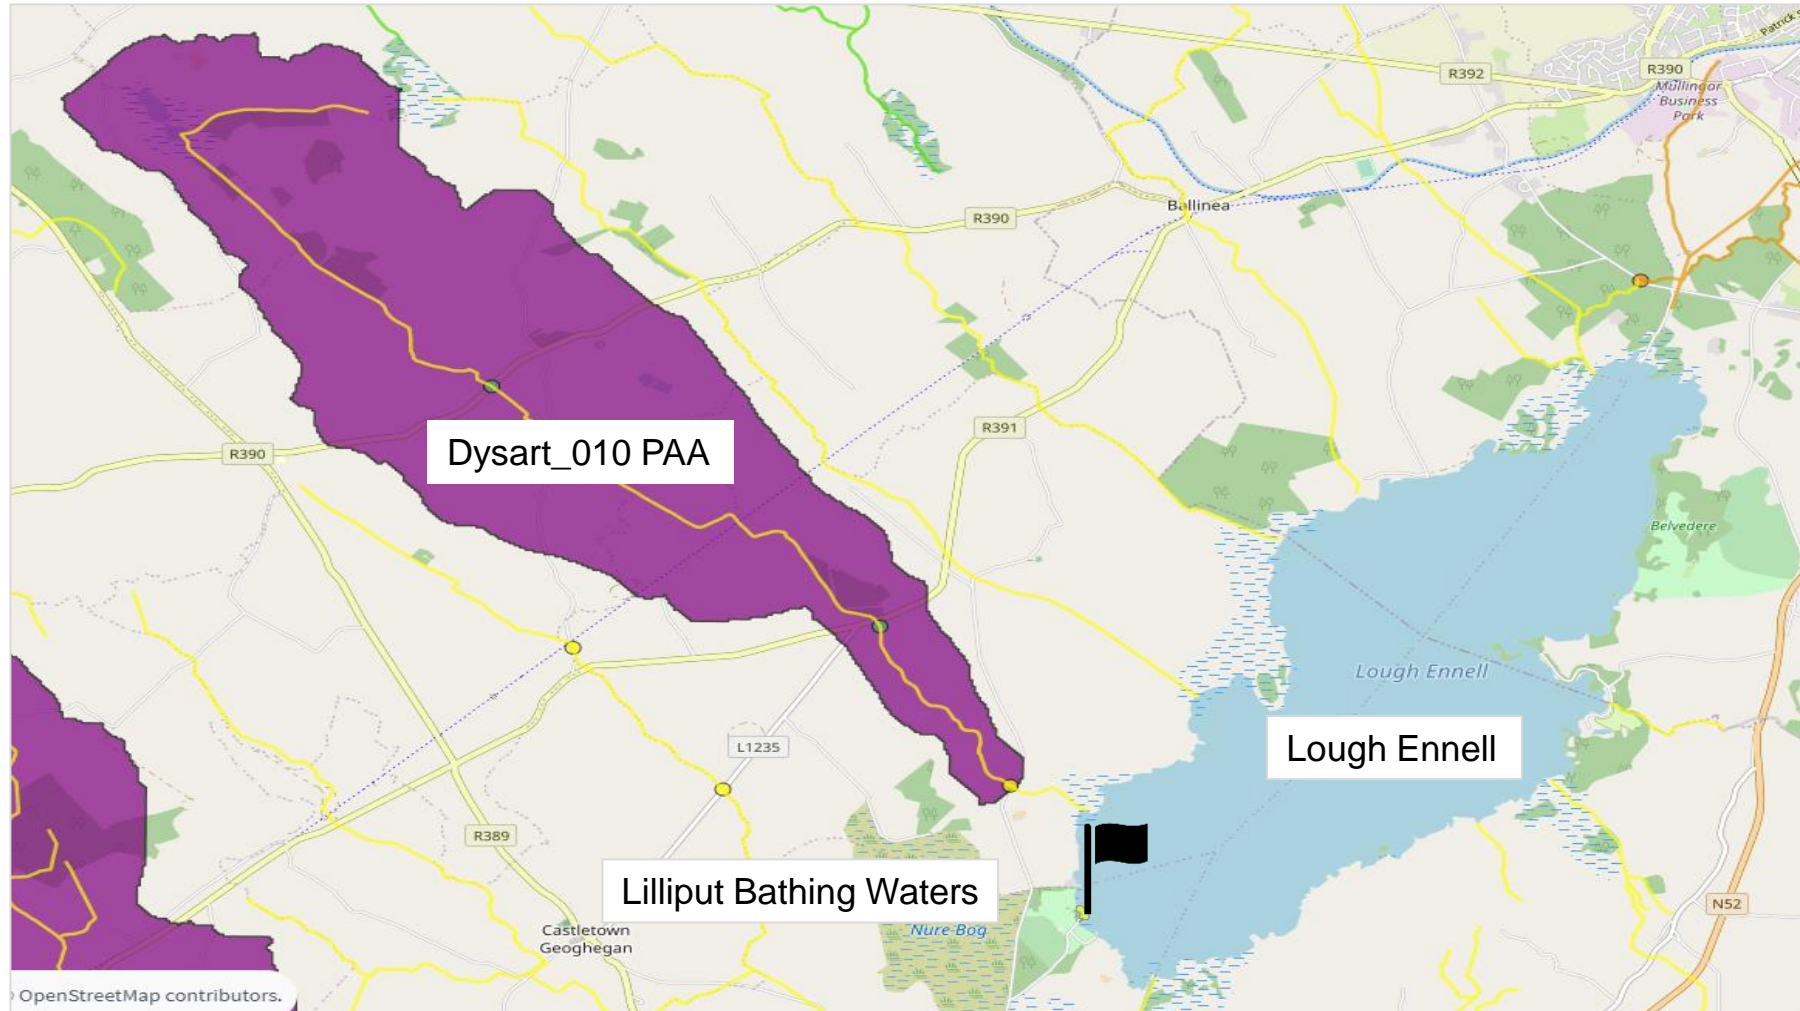 Patrick S
R392
R390
Mullingar
Business
Park
Ballinea
R390
R391
R390
Dysart_010 PAA
Belvedere
Lough Ennell
Lough Ennell
L1235
R389
Lilliput Bathing Waters
N52
Castletown
Geoghegan
Nure Bog
OpenStreetMap contributors.